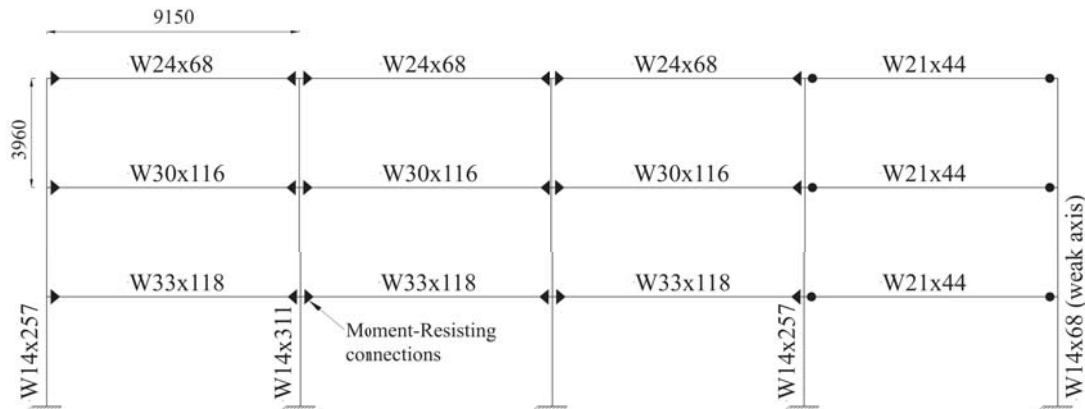 9150
W24x68 W24x68 W24x68 W21x44
3960
W30x116 W30x116 W30x116 W21x44
W33x118 W33x118 W33x118 W21x44
W14x257
W14x311
Moment-Resisting
connections
W14x257
W14x68 (weak axis)